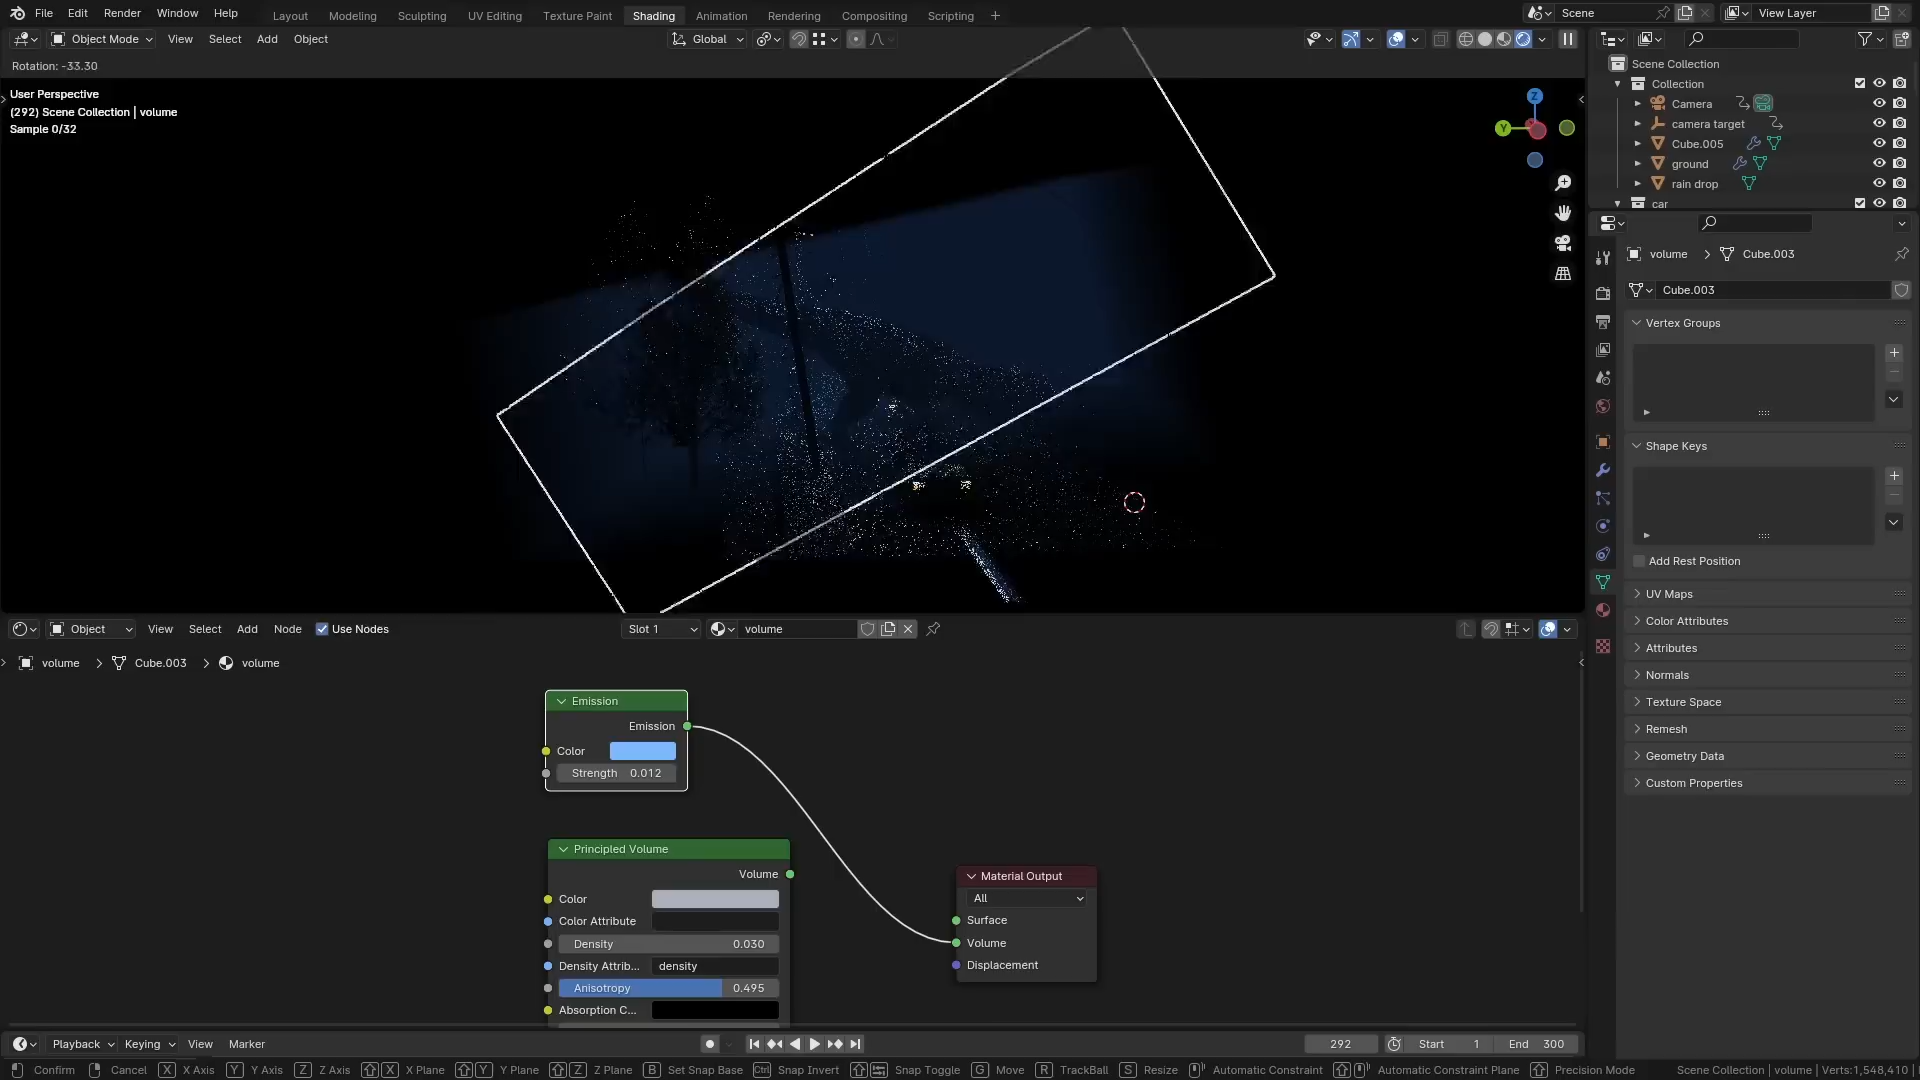 File Edit Render Window Help Layout Modeling Sculpting UV Editing Texture Paint Shading Animation Rendering Compositing Scripting + Scene View Layer
Object Mode View Select Add Object Global
Rotation: -33.30
User Perspective
(292) Scene Collection | volume
Sample 0/32
Z
Y
Scene Collection
Collection
Camera
camera target
Cube.005
ground
rain drop
car
volume Cube.003
Cube.003
Vertex Groups
Shape Keys
Add Rest Position
UV Maps
Color Attributes
Attributes
Normals
Texture Space
Remesh
Geometry Data
Custom Properties
Object View Select Add Node Use Nodes Slot 1 volume
volume > Cube.003 > volume
Emission
Emission
Color
Strength 0.012
Principled Volume
Volume
Color
Color Attribute
Density 0.030
Density Attrib... density
Anisotropy 0.495
Absorption C...
Material Output
All
Surface
Volume
Displacement
Playback Keying View Marker 292 Start 1 End 300
Confirm Cancel X X Axis Y Y Axis Z Z Axis X X Plane Y Y Plane Z Z Plane B Set Snap Base Ctrl Snap Invert Snap Toggle G Move R TrackBall S Resize Automatic Constraint Automatic Constraint Plane Precision Mode Scene Collection | volume | Verts:1,548,410 |